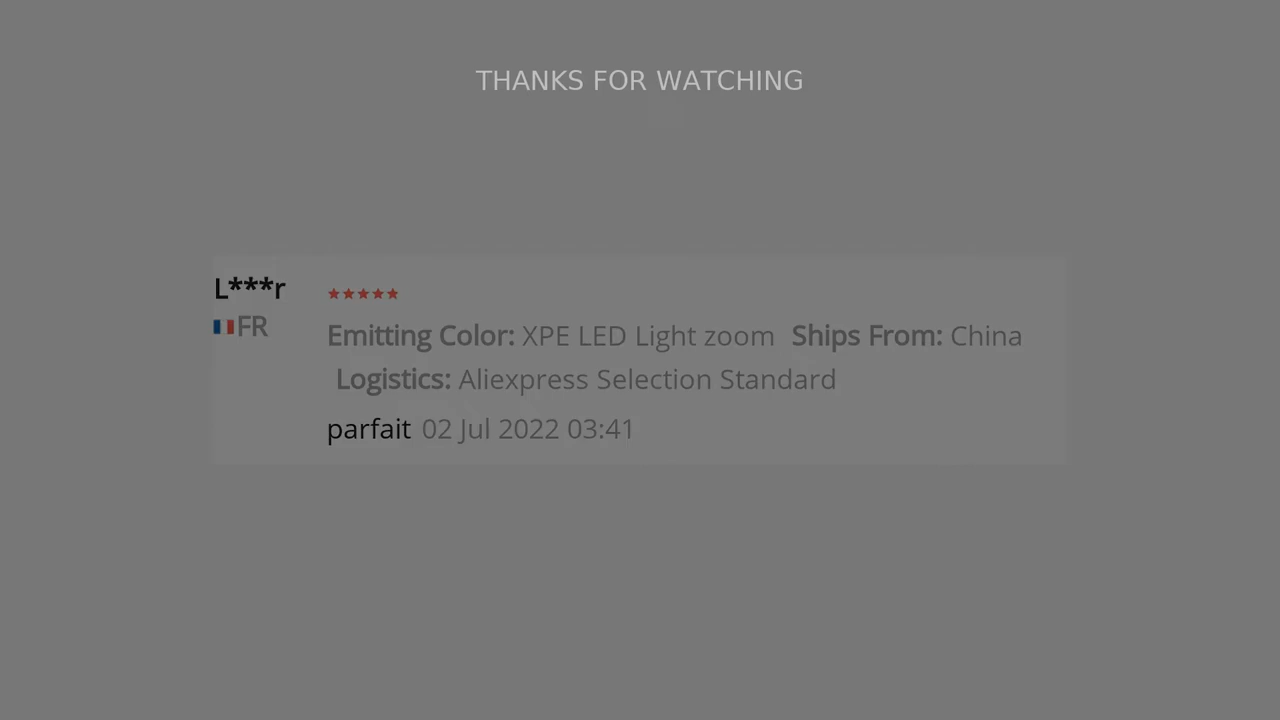 THANKS FOR WATCHING
L***r
FR
Emitting Color: XPE LED Light zoom Ships From: China
Logistics: Aliexpress Selection Standard
parfait 02 Jul 2022 03:41